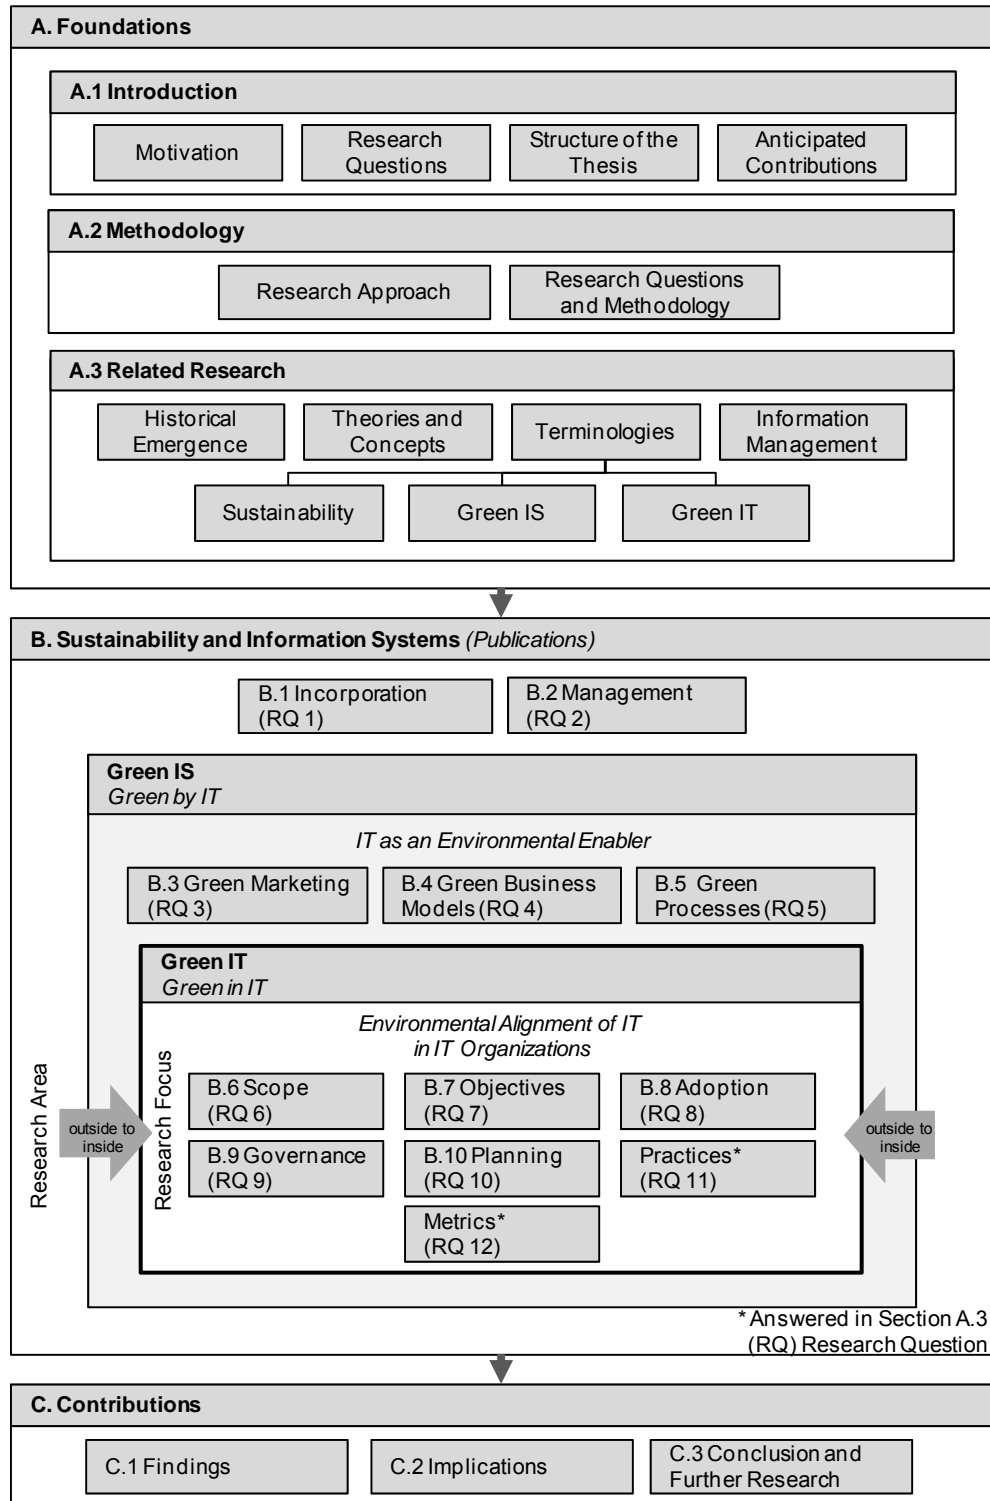 A. Foundations
A.1 Introduction
Motivation
Research
Questions
Structure of the
Thesis
Anticipated
Contributions
A.2 Methodology
Research Approach
Research Questions
and Methodology
A.3 Related Research
Historical
Emergence
Theories and
Concepts
Terminologies
Information
Management
Sustainability
Green IS
Green IT
B. Sustainability and Information Systems (Publications)
B.1 Incorporation
(RQ 1)
B.2 Management
(RQ 2)
Green IS
Green by IT
IT as an Environmental Enabler
B.3 Green Marketing
(RQ 3)
B.4 Green Business
Models (RQ 4)
B.5 Green
Processes (RQ 5)
Green IT
Green in IT
Environmental Alignment of IT
in IT Organizations
Research Area
outside to
inside
Research Focus
B.6 Scope
(RQ 6)
B.7 Objectives
(RQ 7)
B.8 Adoption
(RQ 8)
B.9 Governance
(RQ 9)
B.10 Planning
(RQ 10)
Practices*
(RQ 11)
Metrics*
(RQ 12)
outside to
inside
* Answered in Section A.3
(RQ) Research Question
C. Contributions
C.1 Findings
C.2 Implications
C.3 Conclusion and
Further Research